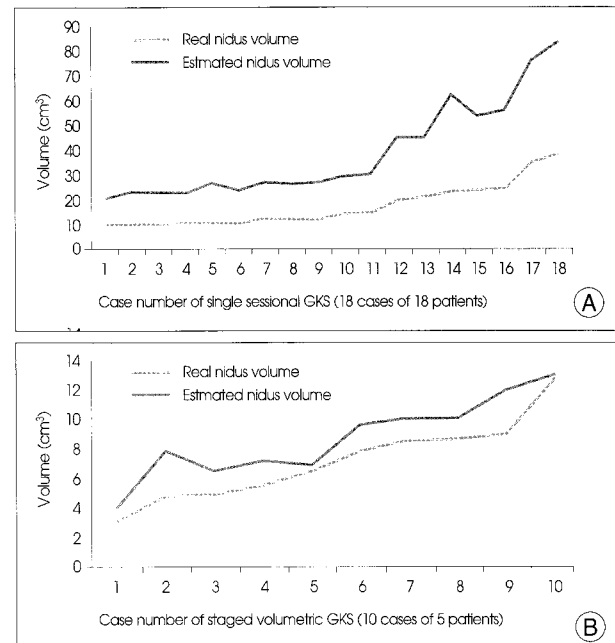 90
80
70
60
50
40
30
20
10
0
Volume (cm³)
Real nidus volume
Estmated nidus volume
1 2 3 4 5 6 7 8 9 10 11 12 13 14 15 16 17 18
Case number of single sessional GKS (18 cases of 18 patients)
A
14
12
10
8
6
4
2
0
Volume (cm³)
Real nidus volume
Estmated nidus volume
1 2 3 4 5 6 7 8 9 10
Case number of staged volumetric GKS (10 cases of 5 patients)
B